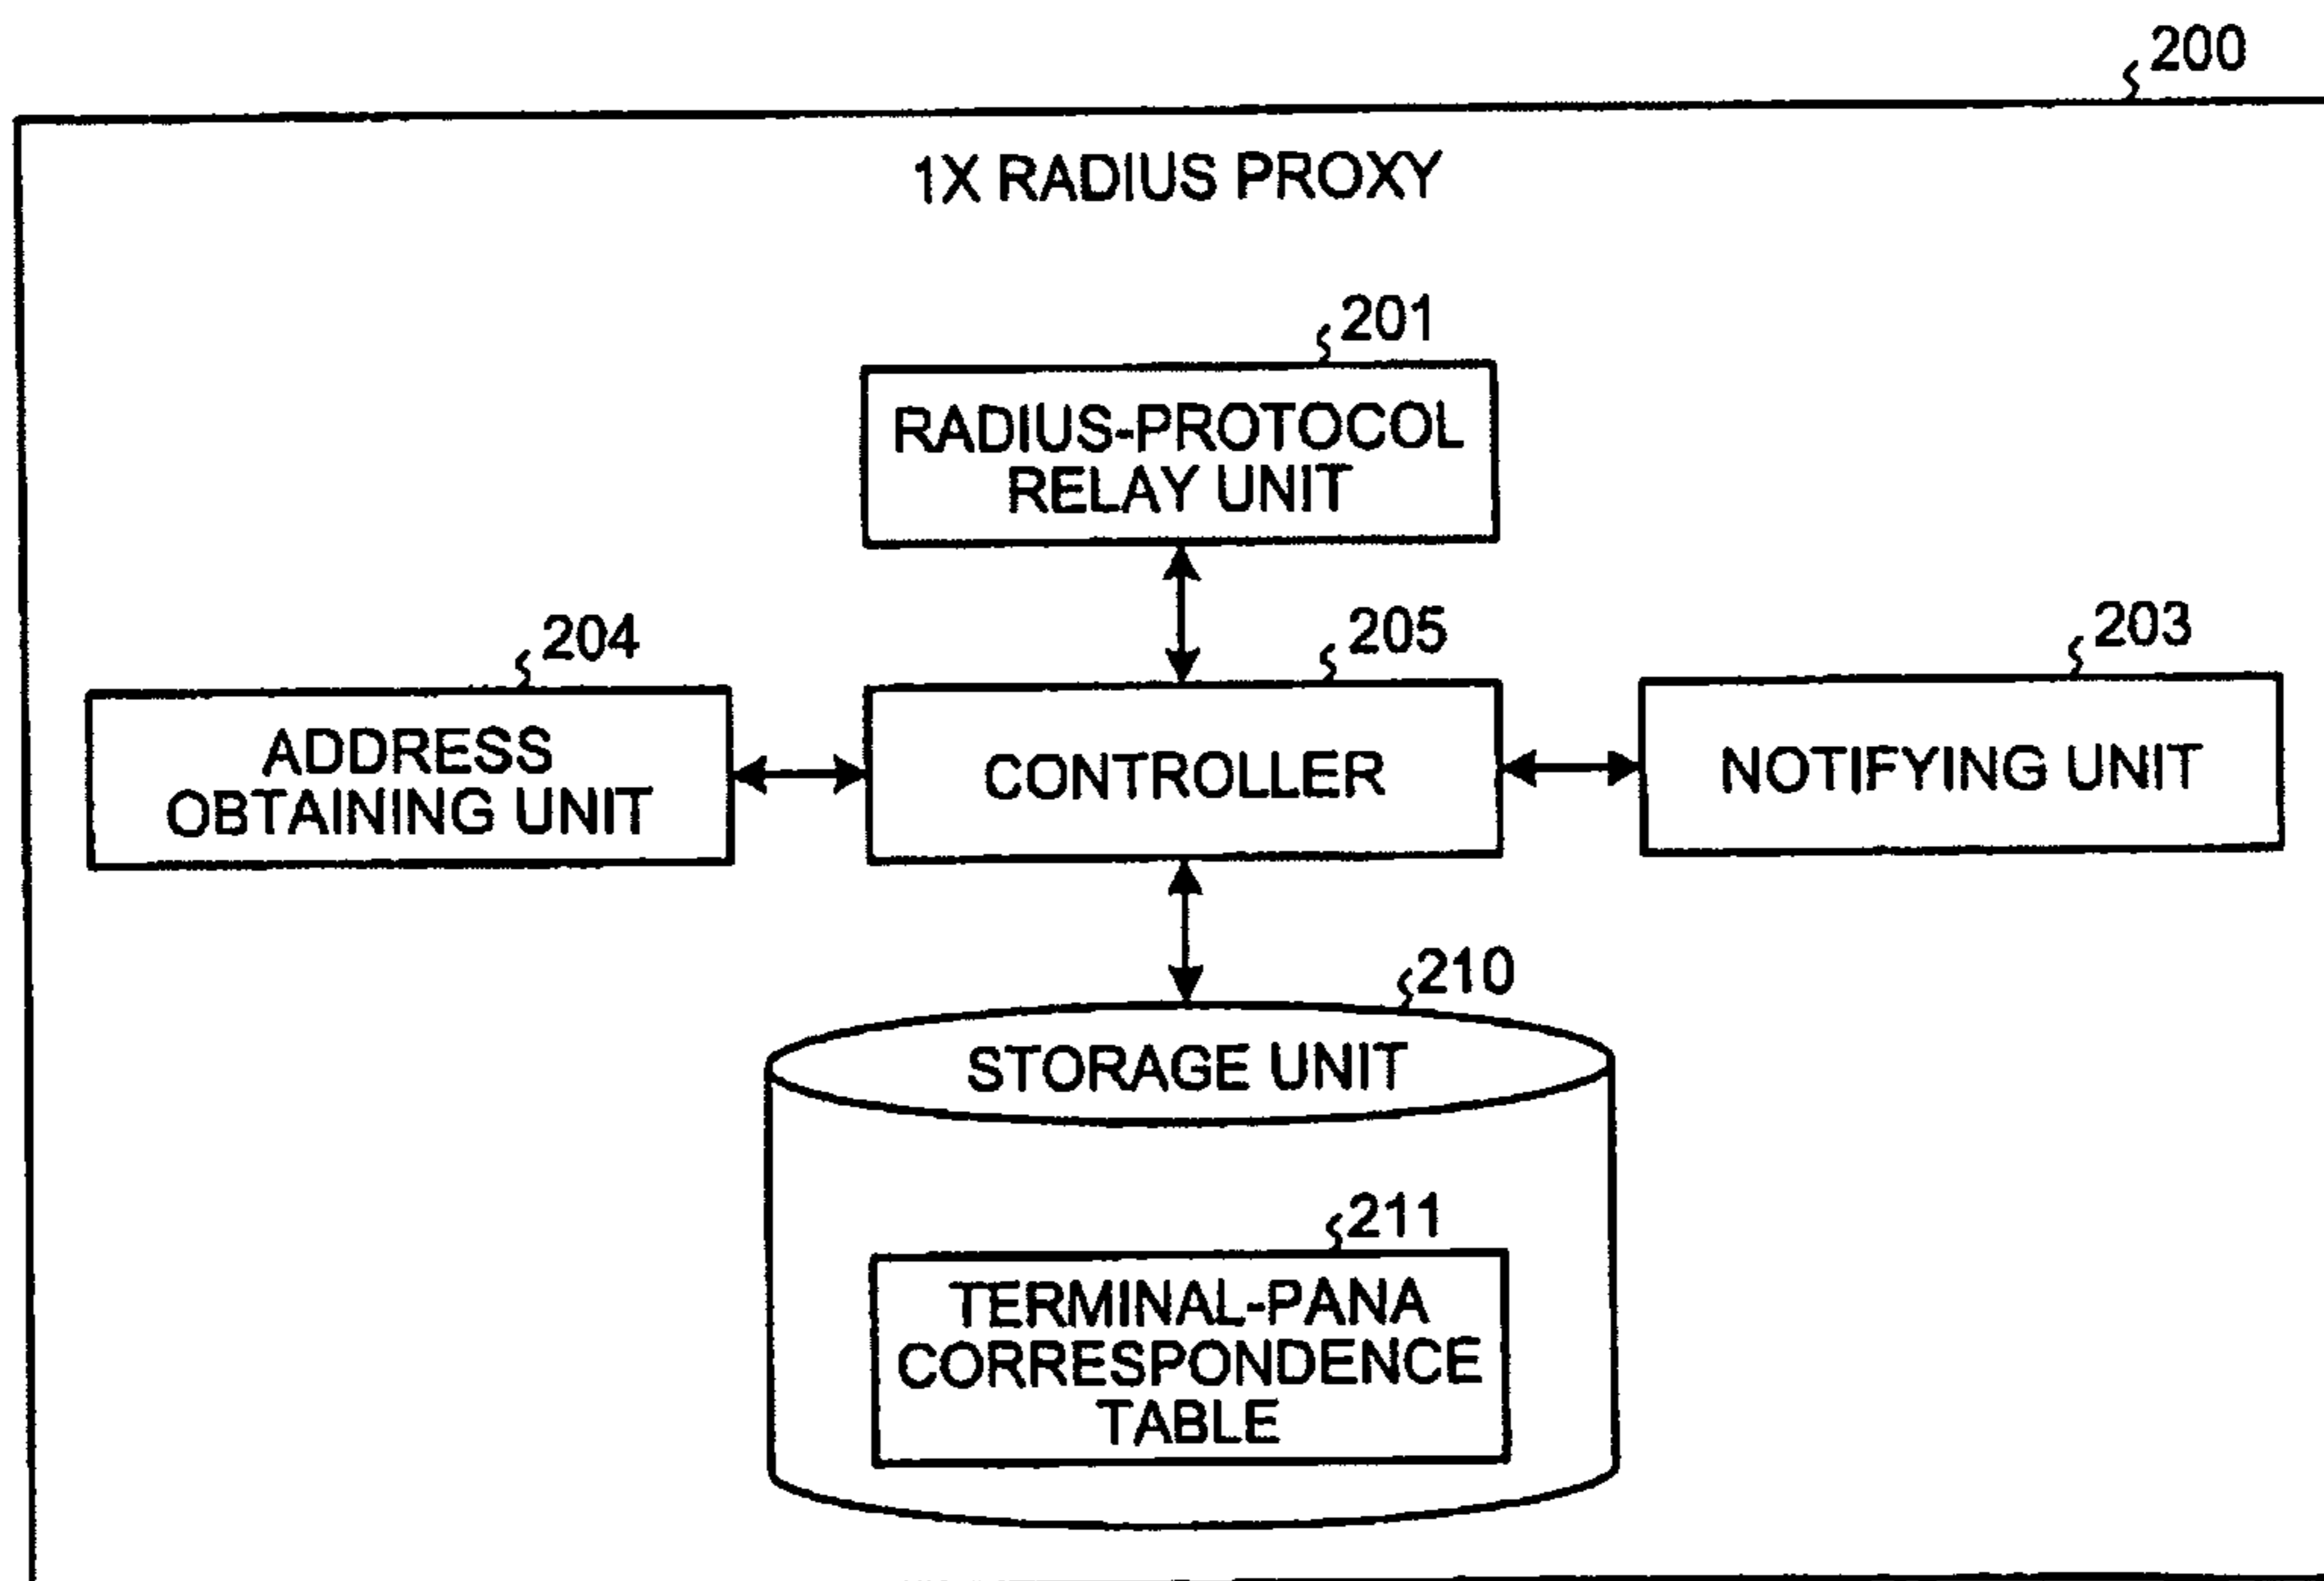 200
1X RADIUS PROXY
201
RADIUS-PROTOCOL
RELAY UNIT
204
205
203
ADDRESS
OBTAINING UNIT
CONTROLLER
NOTIFYING UNIT
210
STORAGE UNIT
211
TERMINAL-PANA
CORRESPONDENCE
TABLE